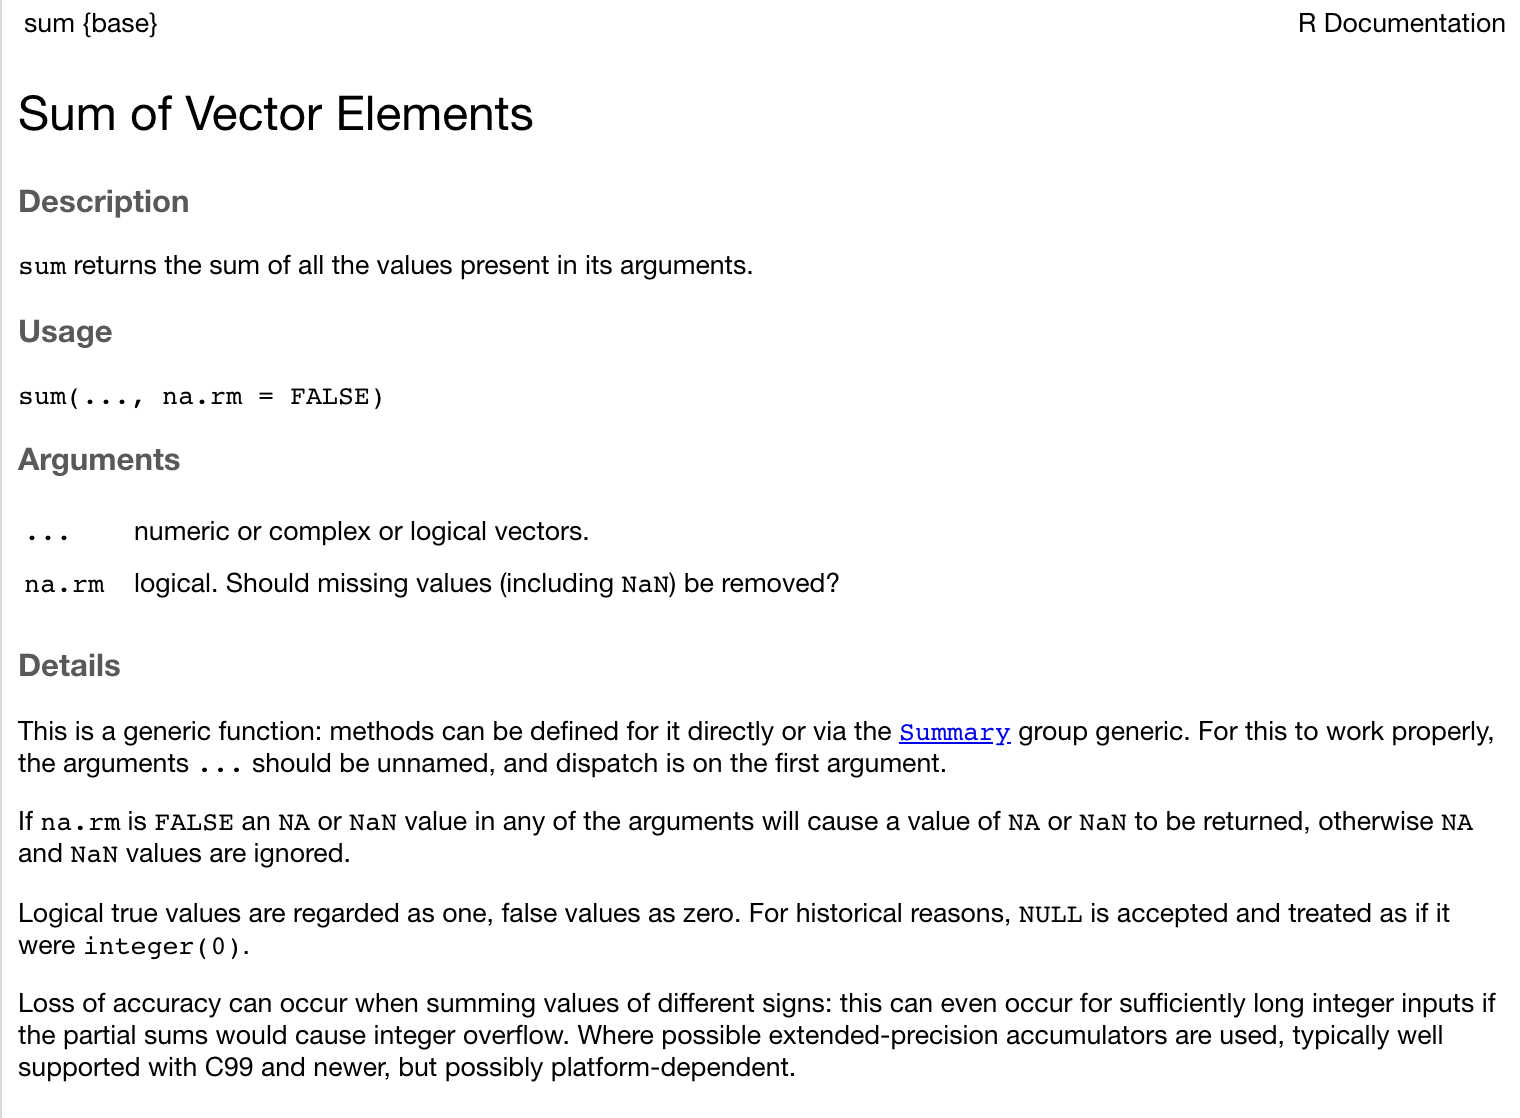 sum {base}
R Documentation
Sum of Vector Elements
Description
sum returns the sum of all the values present in its arguments.
Usage
sum(..., na.rm = FALSE)
Arguments
... numeric or complex or logical vectors.
na.rm logical. Should missing values (including NaN) be removed?
Details
This is a generic function: methods can be defined for it directly or via the Summary group generic. For this to work properly,
the arguments ... should be unnamed, and dispatch is on the first argument.
If na.rm is FALSE an NA or NaN value in any of the arguments will cause a value of NA or NaN to be returned, otherwise NA
and NaN values are ignored.
Logical true values are regarded as one, false values as zero. For historical reasons, NULL is accepted and treated as if it
were integer(0).
Loss of accuracy can occur when summing values of different signs: this can even occur for sufficiently long integer inputs if
the partial sums would cause integer overflow. Where possible extended-precision accumulators are used, typically well
supported with C99 and newer, but possibly platform-dependent.